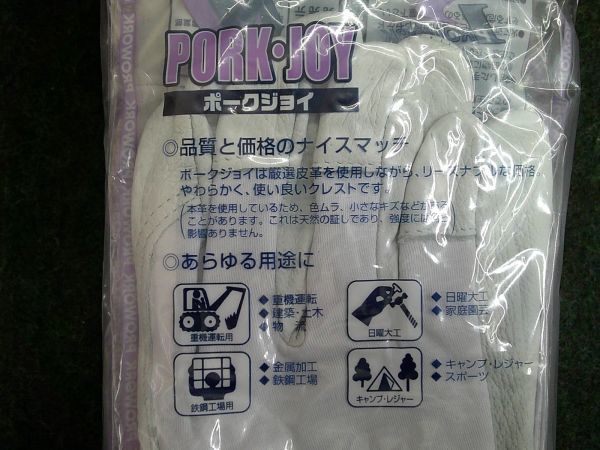 PORK・JOY
ポークジョイ
◎品質と価格のナイスマッチ
ポークジョイは厳選皮革を使用しながら、リーズナブルな価格。
やわらかく、使い良いクレストです。
本革を使用しているため、色ムラ、小さなキズなどがある
ことがあります。これは天然の証しであり、強度には
影響ありません。
◎あらゆる用途に
重機運転用
◆重機運転
◆建築・土木
◆物流
日曜大工
◆日曜大工
◆家庭園芸
鉄鋼工場用
◆金属加工
◆鉄鋼工場
キャンプ・レジャー
◆キャンプ・レジャー
◆スポーツ
PROWORK PROWORK PROWORK PROWORK